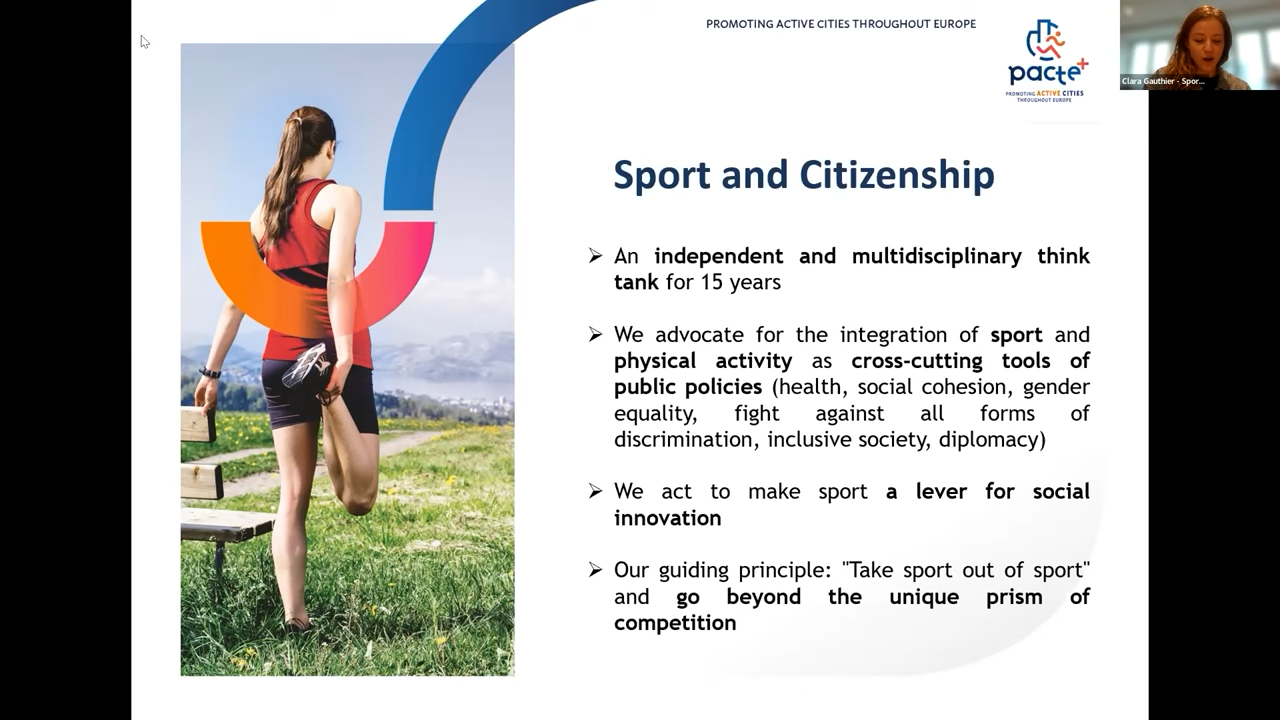 PROMOTING ACTIVE CITIES THROUGHOUT EUROPE
pacte+
PROMOTING ACTIVE CITIES
THROUGHOUT EUROPE
Clara Gauthier - Spor...
Sport and Citizenship
➢ An independent and multidisciplinary think
tank for 15 years
➢ We advocate for the integration of sport and
physical activity as cross-cutting tools of
public policies (health, social cohesion, gender
equality, fight against all forms of
discrimination, inclusive society, diplomacy)
➢ We act to make sport a lever for social
innovation
➢ Our guiding principle: "Take sport out of sport"
and go beyond the unique prism of
competition